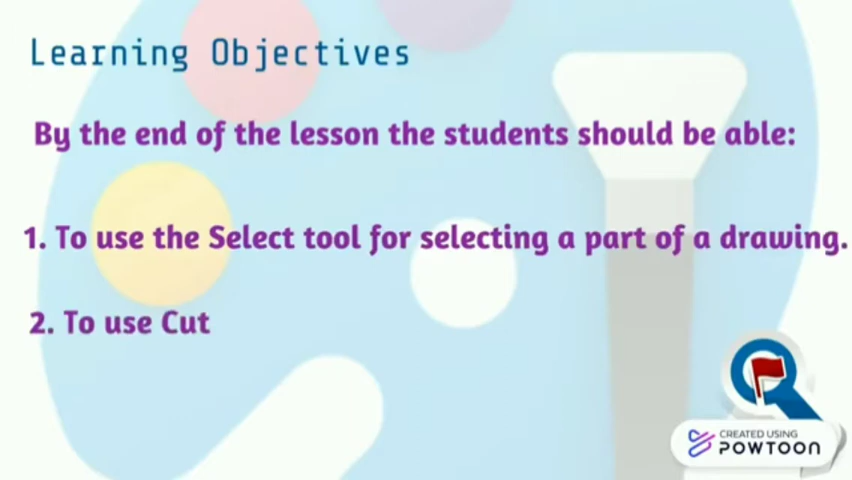 Learning Objectives
By the end of the lesson the students should be able:
1. To use the Select tool for selecting a part of a drawing.
2. To use Cut
CREATED USING
POWTOON